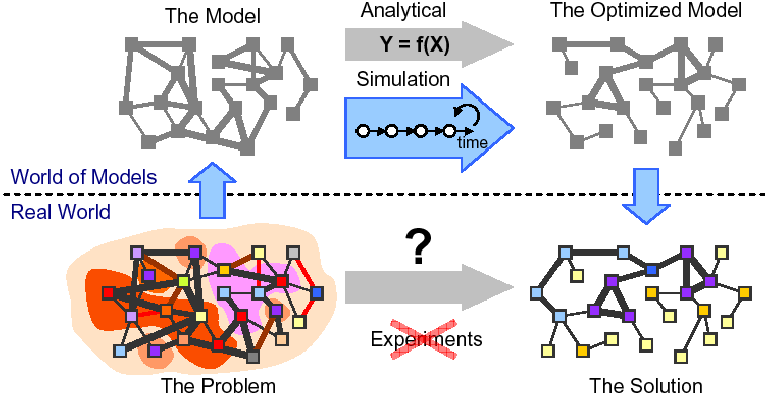 The Model
Analytical
The Optimized Model
Y = f(X)
Simulation
time
World of Models
Real World
?
Experiments
The Problem
The Solution